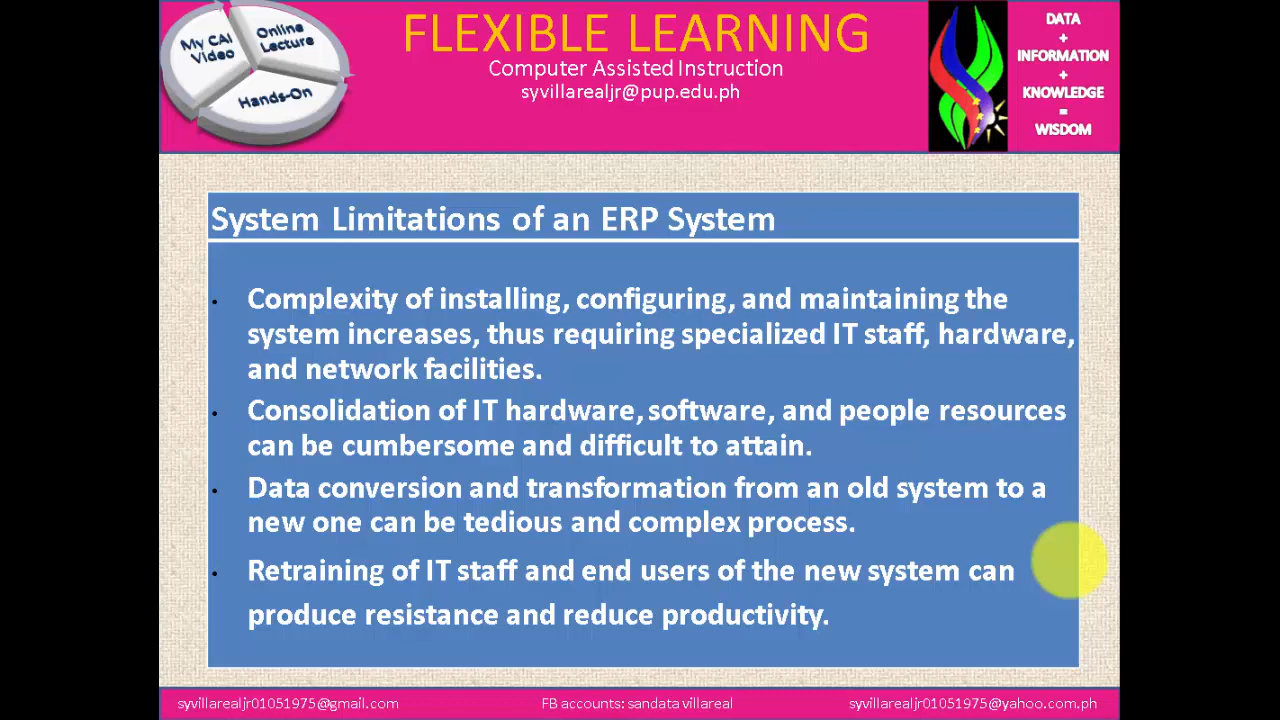 My CAI
Video
Online
Lecture
Hands-On
FLEXIBLE LEARNING
Computer Assisted Instruction
syvillarealjr@pup.edu.ph
DATA
+
INFORMATION
+
KNOWLEDGE
=
WISDOM
System Limitations of an ERP System
• Complexity of installing, configuring, and maintaining the
system increases, thus requiring specialized IT staff, hardware,
and network facilities.
• Consolidation of IT hardware, software, and people resources
can be cumbersome and difficult to attain.
• Data conversion and transformation from an old system to a
new one can be tedious and complex process.
• Retraining of IT staff and end users of the new system can
produce resistance and reduce productivity.
syvillarealjr01051975@gmail.com
FB accounts: sandata villareal
syvillarealjr01051975@yahoo.com.ph